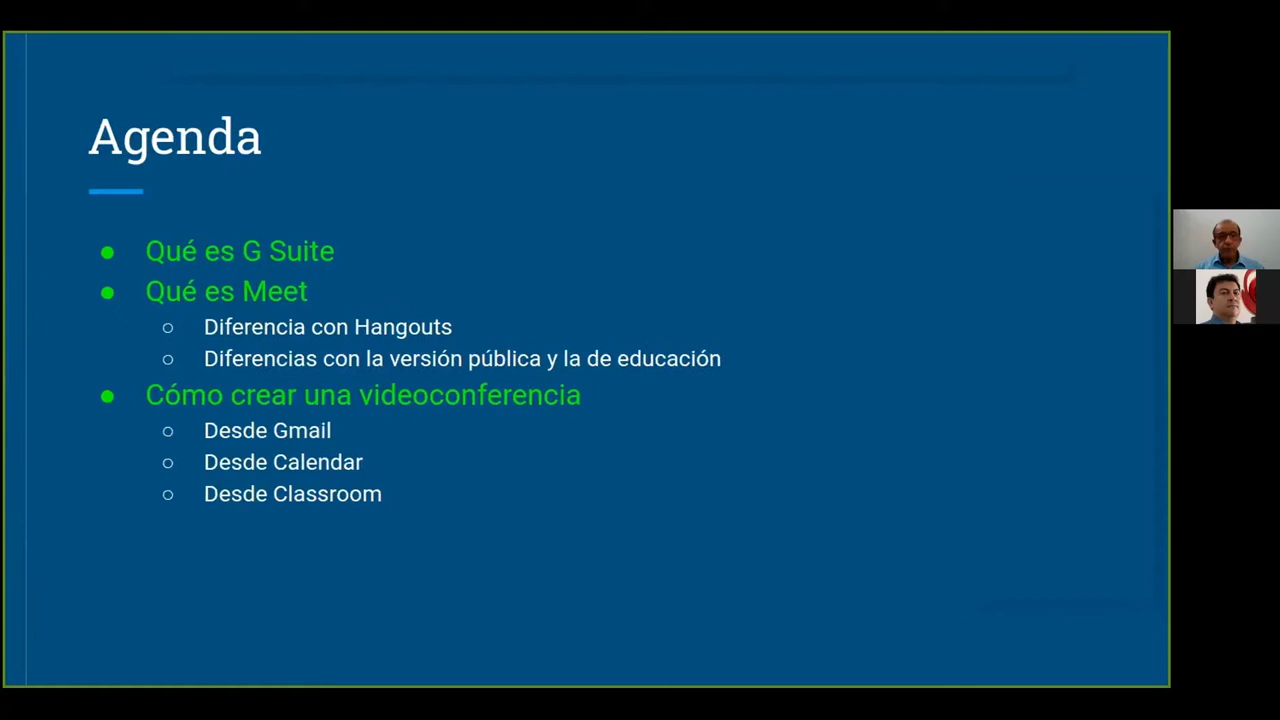 Agenda
Qué es G Suite
Qué es Meet
Diferencia con Hangouts
Diferencias con la versión pública y la de educación
Cómo crear una videoconferencia
Desde Gmail
Desde Calendar
Desde Classroom